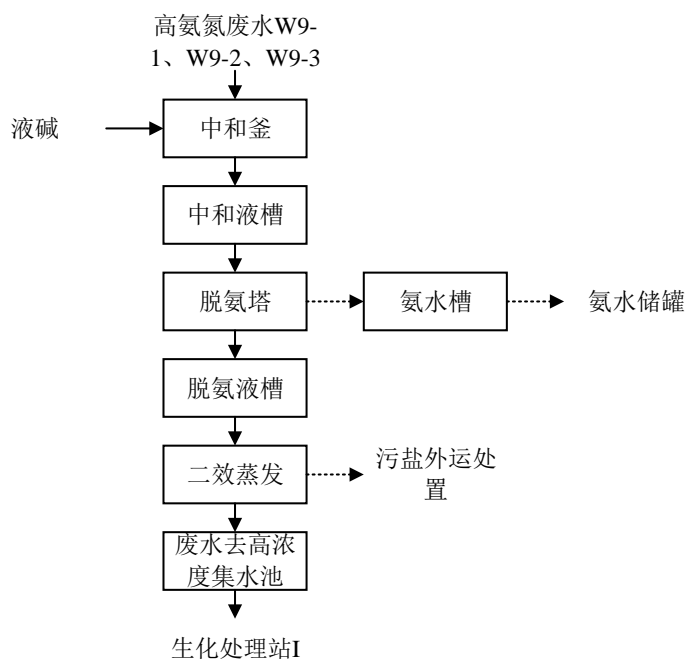 高氨氮废水W9-
1、W9-2、W9-3
液碱
中和釜
中和液槽
脱氨塔
氨水槽
氨水储罐
脱氨液槽
二效蒸发
污盐外运处
置
废水去高浓
度集水池
生化处理站I